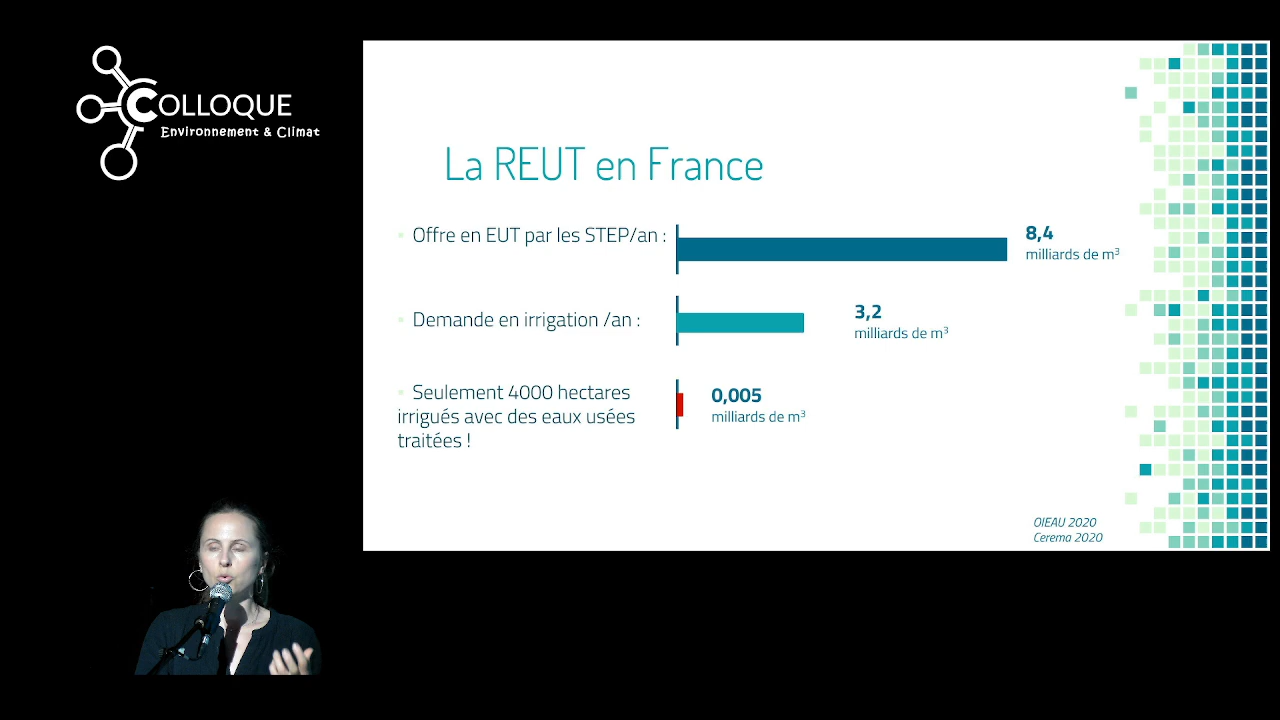 COLLOQUE
Environnement & Climat
La REUT en France
Offre en EUT par les STEP/an :
8,4
milliards de m³
Demande en irrigation /an :
3,2
milliards de m³
Seulement 4000 hectares
irrigués avec des eaux usées
traitées !
0,005
milliards de m³
OIEAU 2020
Cerema 2020